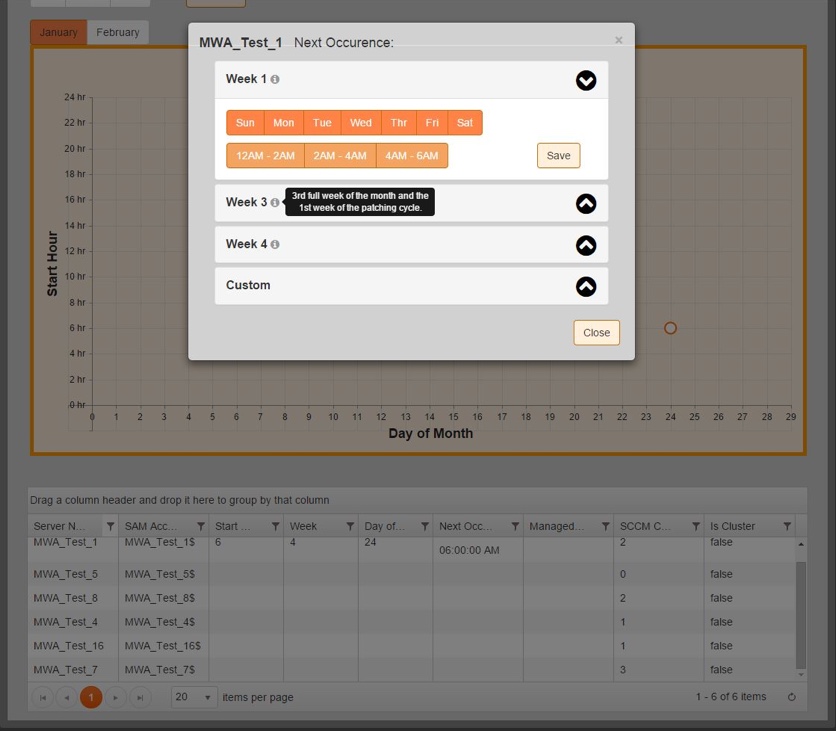 January February
MWA_Test_1 Next Occurence:
×
Week 1
Sun Mon Tue Wed Thr Fri Sat
12AM - 2AM 2AM - 4AM 4AM - 6AM
Save
Week 3
3rd full week of the month and the
1st week of the patching cycle.
Week 4
Custom
Close
Start Hour
24 hr
22 hr
20 hr
18 hr
16 hr
14 hr
12 hr
10 hr
8 hr
6 hr
4 hr
2 hr
0 hr
0 1 2 3 4 5 6 7 8 9 10 11 12 13 14 15 16 17 18 19 20 21 22 23 24 25 26 27 28 29
Day of Month
Drag a column header and drop it here to group by that column
Server N... SAM Acc... Start ... Week Day of... Next Occ... Managed... SCCM C... Is Cluster
MWA_Test_1 MWA_Test_1$ 6 4 24 06:00:00 AM 2 false
MWA_Test_5 MWA_Test_5$ 0 false
MWA_Test_8 MWA_Test_8$ 2 false
MWA_Test_4 MWA_Test_4$ 1 false
MWA_Test_16 MWA_Test_16$ 1 false
MWA_Test_7 MWA_Test_7$ 3 false
1 20 items per page 1 - 6 of 6 items